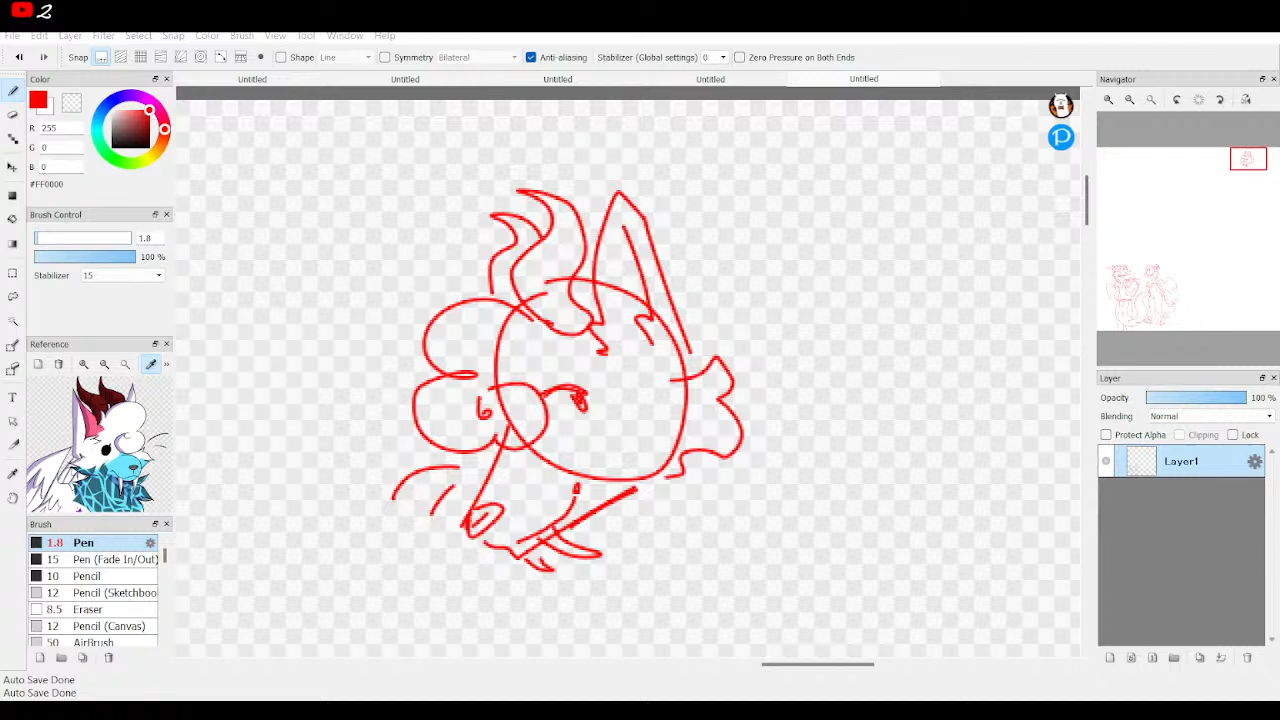 2
File Edit Layer Filter Select Snap Color Brush View Tool Window Help
Snap Shape Line Symmetry Bilateral Anti-aliasing Stabilizer (Global settings) 0 Zero Pressure on Both Ends
Color Untitled Untitled Untitled Untitled Untitled Navigator
R 255
G 0
B 0
#FF0000
Brush Control
1.8
100 %
Stabilizer 15
Reference
Layer
Opacity 100 %
Blending Normal
Protect Alpha Clipping Lock
Layer1
Brush
1.8 Pen
15 Pen (Fade In/Out)
10 Pencil
12 Pencil (Sketchboo
8.5 Eraser
12 Pencil (Canvas)
50 AirBrush
Auto Save Done
Auto Save Done